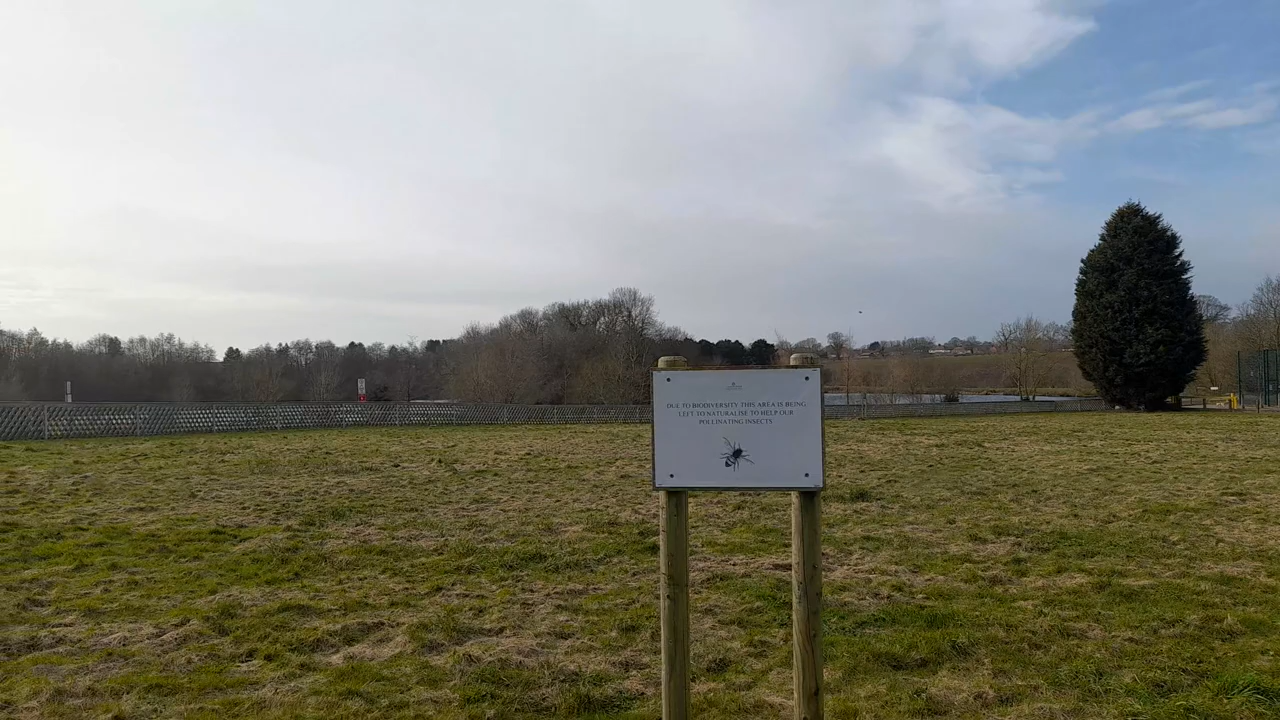 DUE TO BIODIVERSITY THIS AREA IS BEING
LEFT TO NATURALISE TO HELP OUR
POLLINATING INSECTS